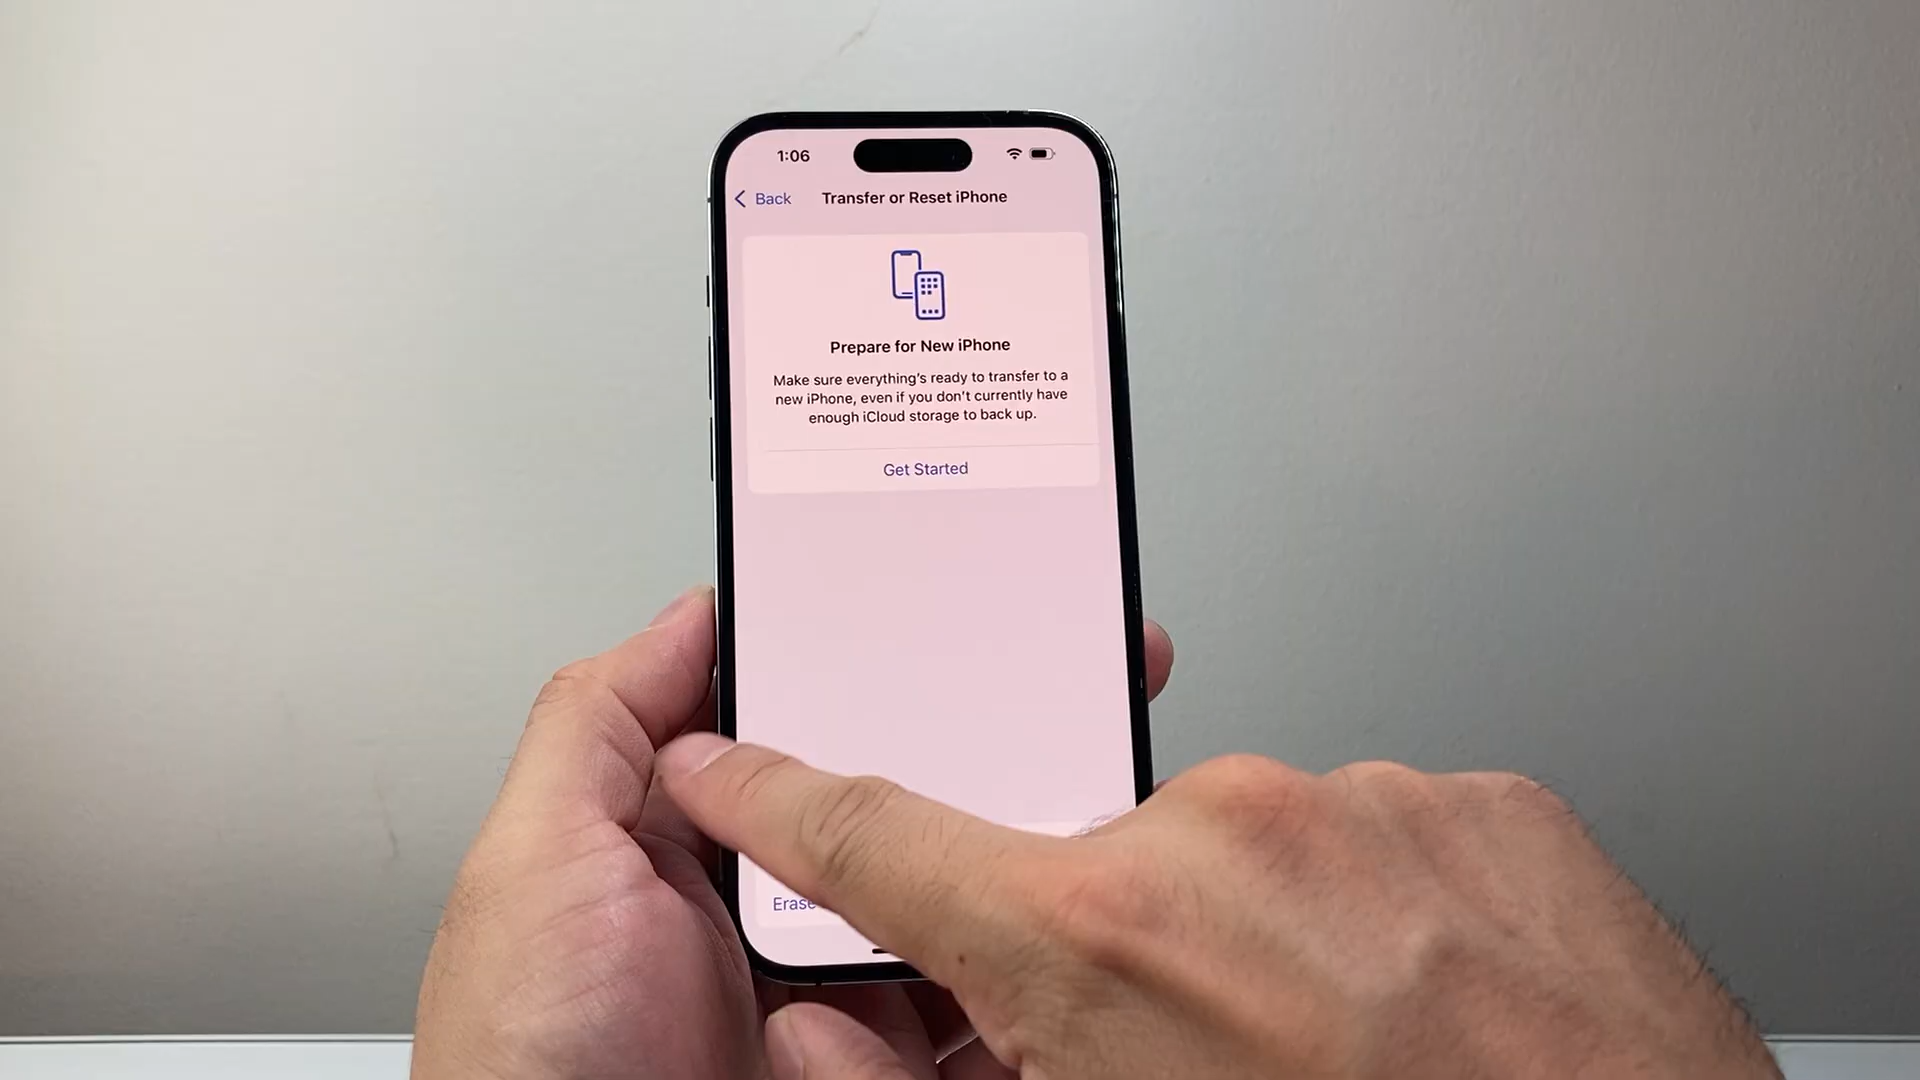 1:06
Back
Transfer or Reset iPhone
Prepare for New iPhone
Make sure everything's ready to transfer to a
new iPhone, even if you don't currently have
enough iCloud storage to back up.
Get Started
Erase